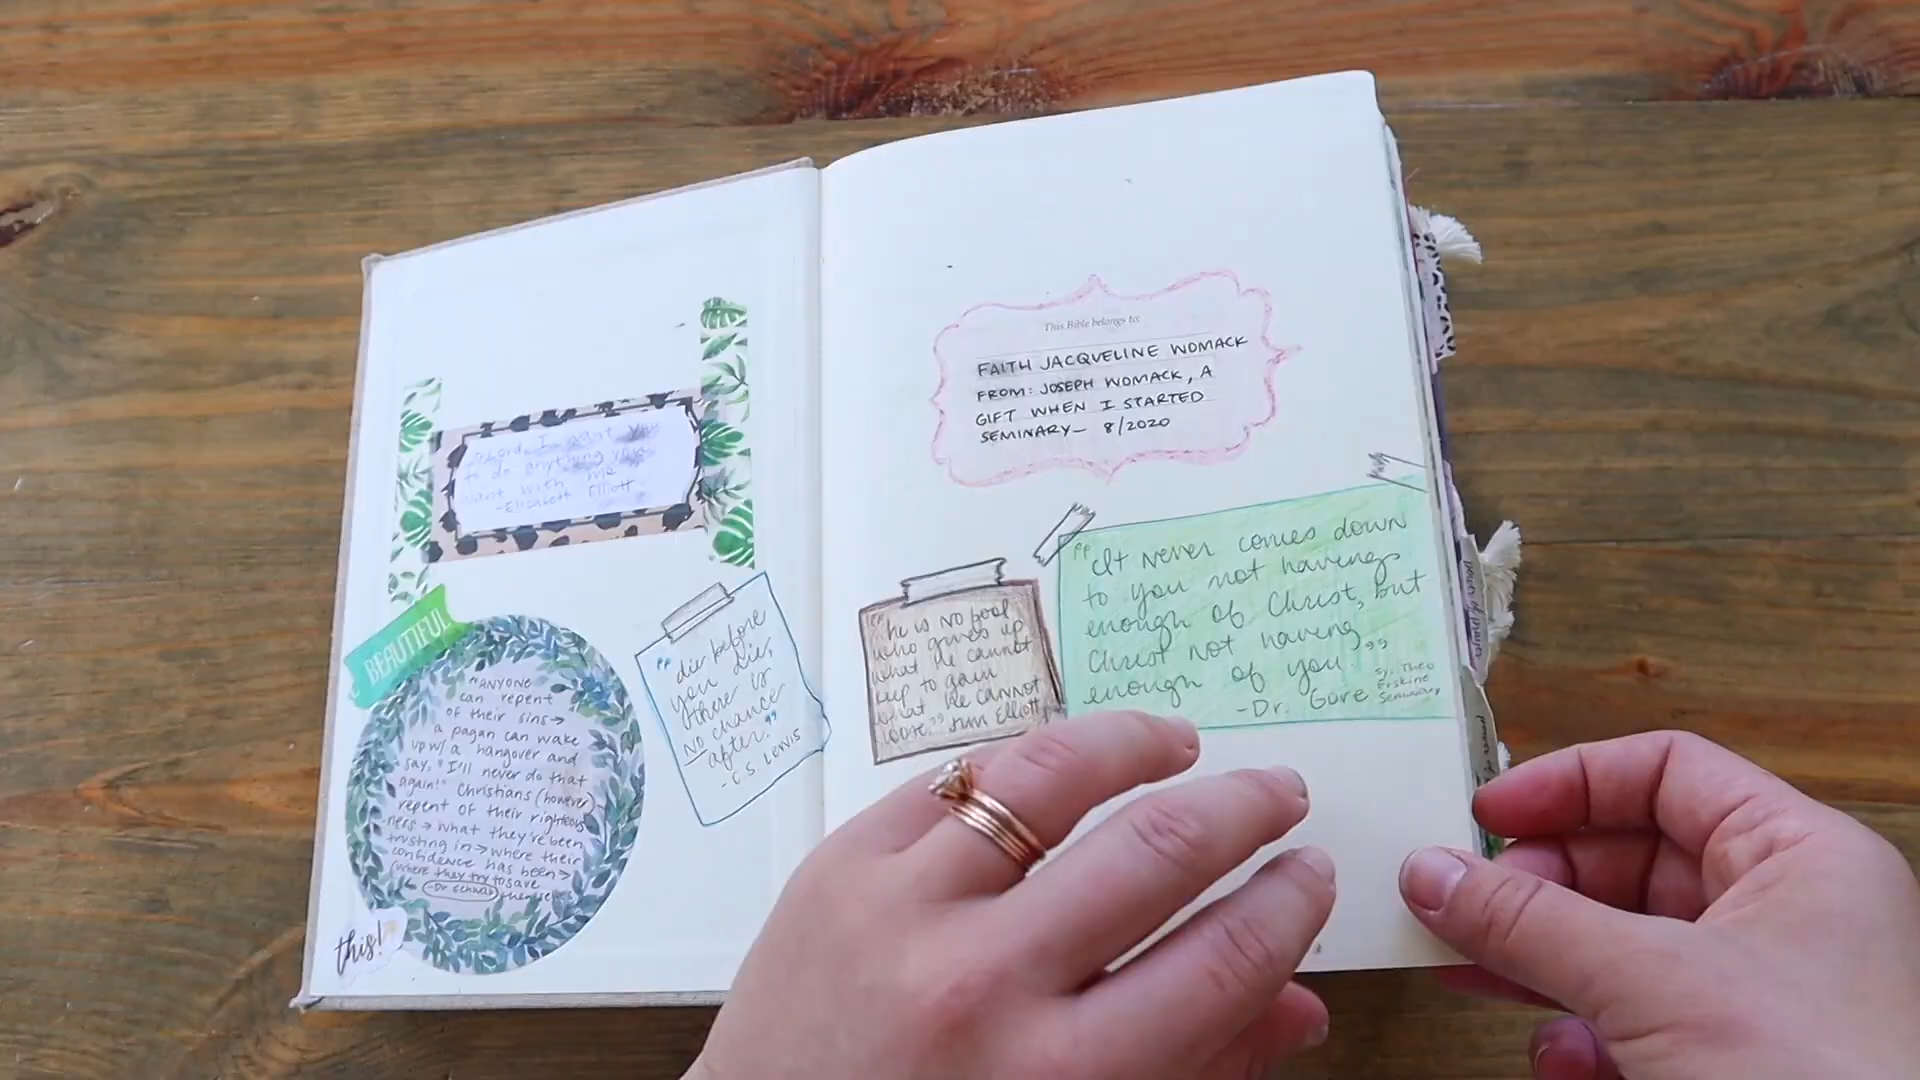 Lord, I want you
to do anything you
want with me
-Elizabeth Elliott
BEAUTIFUL
"ANYONE
can repent
of their sins→
a pagan can wake
up w/ a hangover and
say, "I'll never do that
again!" Christians (however)
repent of their righteous
-ness → what they've been
trusting in → where their
confidence has been →
(where they try to save
-Dr Schwab themselves
this!
"die before
you die,
there is
no chance
after."
-C.S. LEWIS
This Bible belongs to:
FAITH JACQUELINE WOMACK
FROM: JOSEPH WOMACK, A
GIFT WHEN I STARTED
SEMINARY— 8/2020
"he is no fool
who gives up
what he cannot
keep to gain
what he cannot
loose." Jim Elliott
"It never comes down
to you not having
enough of Christ, but
Christ not having
enough of you."
-Dr. Gore
Sy. Theo
Erskine
Seminary